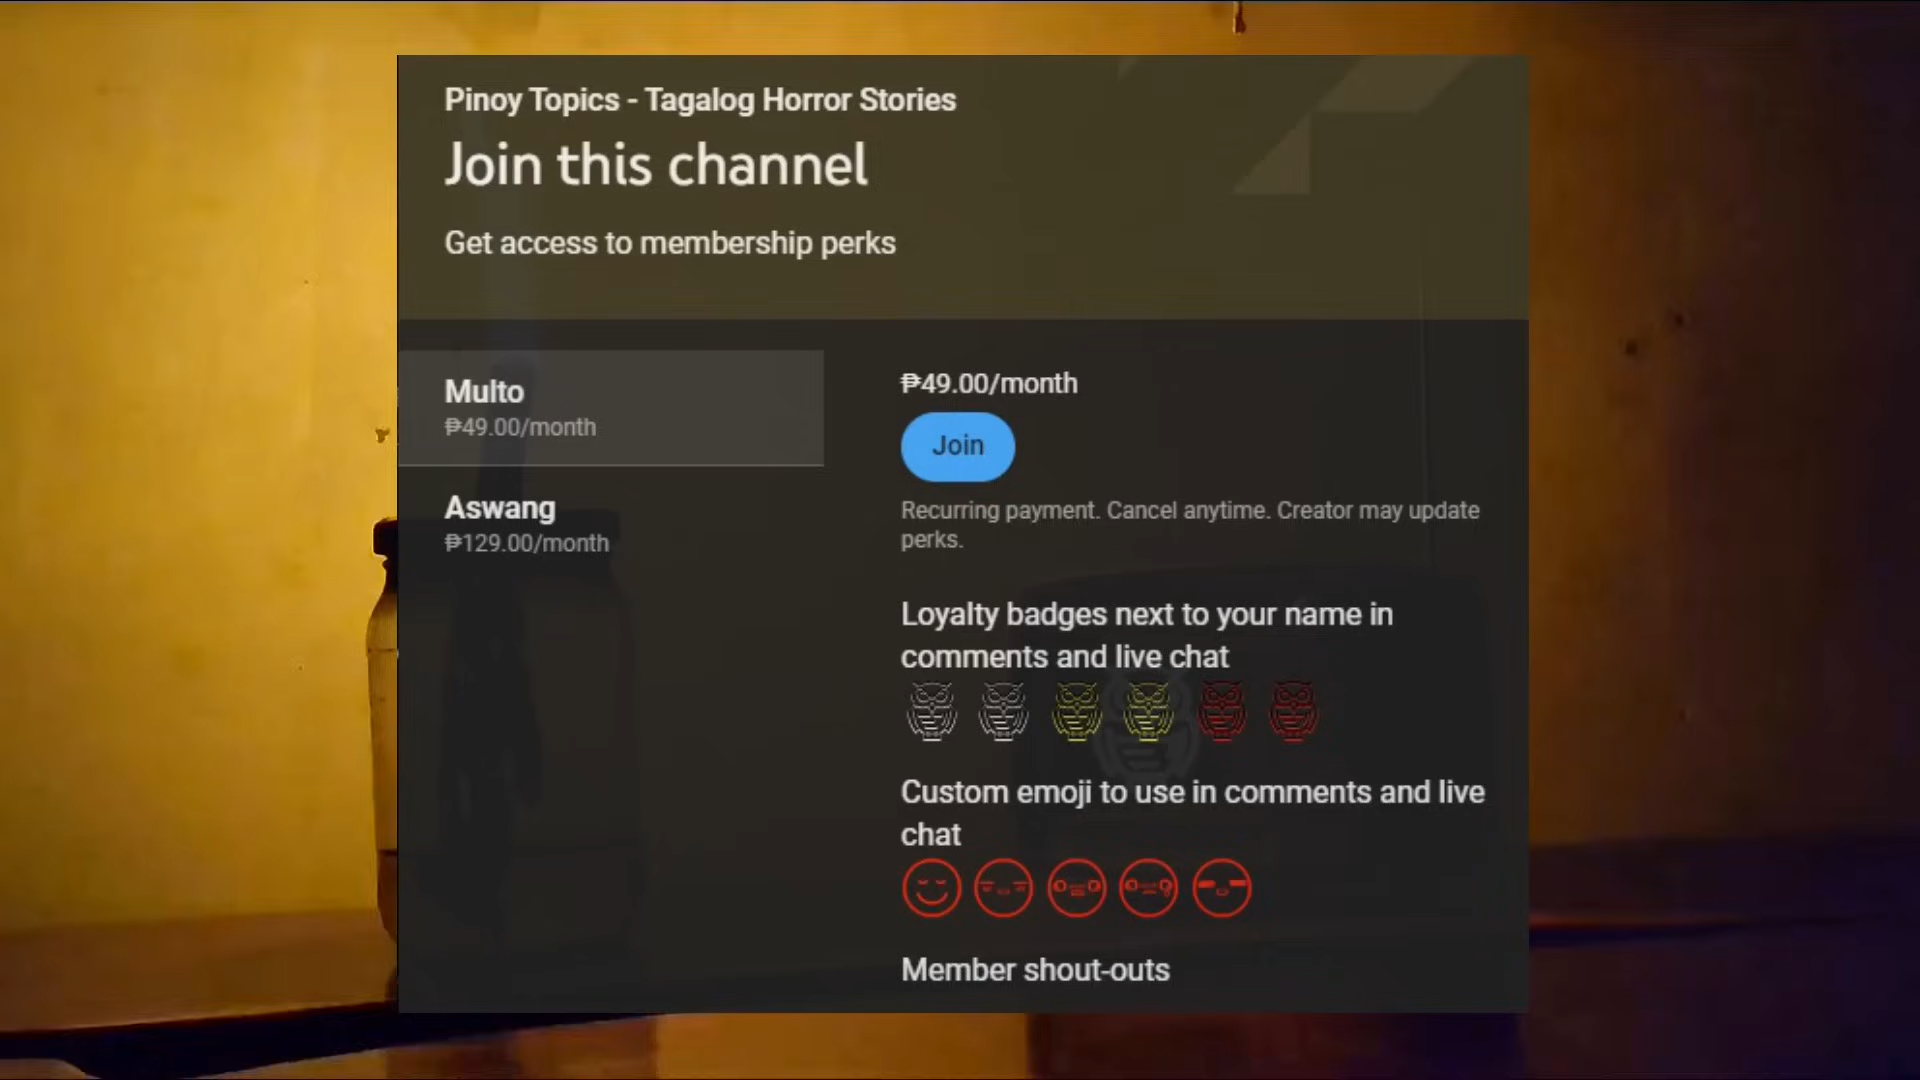 Pinoy Topics - Tagalog Horror Stories
Join this channel
Get access to membership perks
Multo
₱49.00/month
Aswang
₱129.00/month
₱49.00/month
Join
Recurring payment. Cancel anytime. Creator may update
perks.
Loyalty badges next to your name in
comments and live chat
Custom emoji to use in comments and live
chat
Member shout-outs